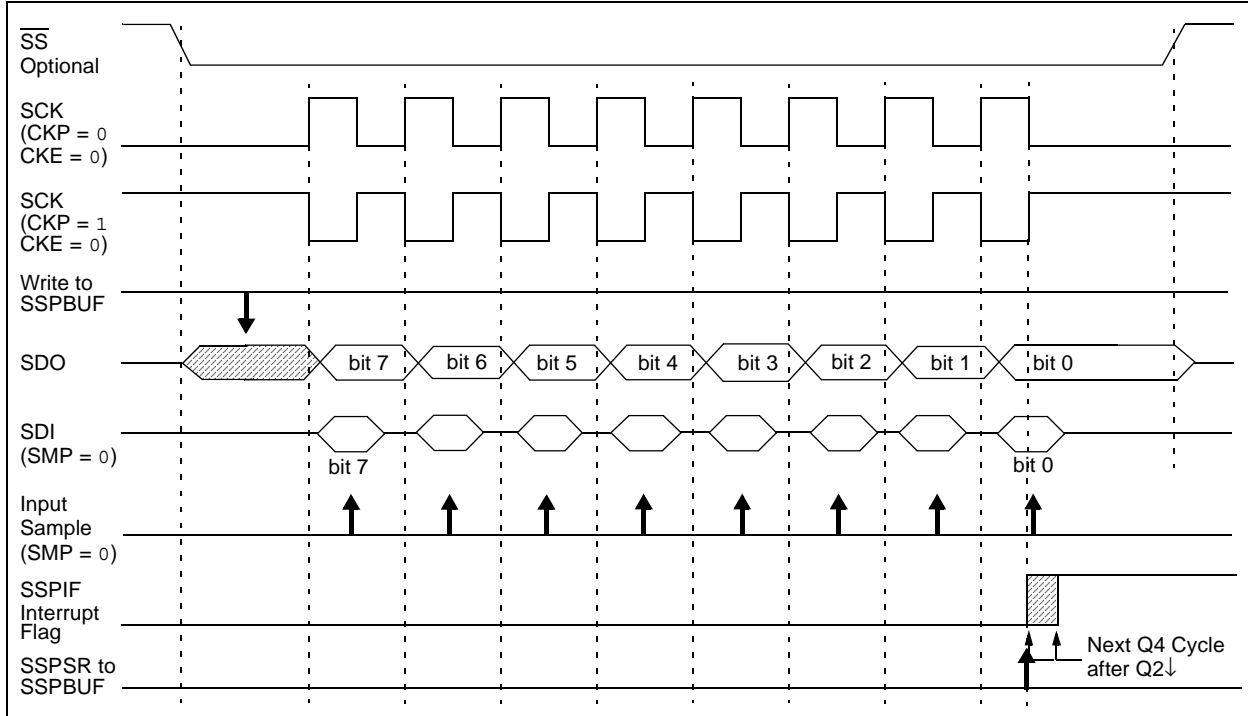 SS
Optional
SCK
(CKP = 0
CKE = 0)
SCK
(CKP = 1
CKE = 0)
Write to
SSPBUF
SDO
bit 7 bit 6 bit 5 bit 4 bit 3 bit 2 bit 1 bit 0
SDI
(SMP = 0)
bit 7 bit 0
Input
Sample
(SMP = 0)
SSPIF
Interrupt
Flag
Next Q4 Cycle
after Q2↓
SSPSR to
SSPBUF